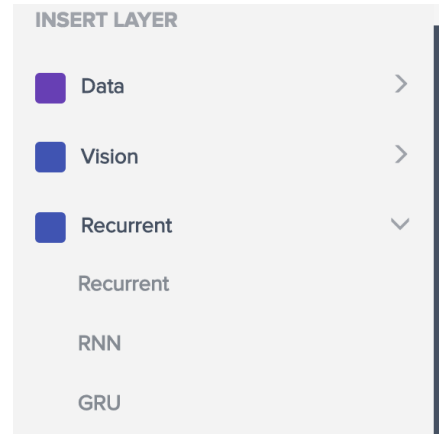 INSERT LAYER
Data
Vision
Recurrent
Recurrent
RNN
GRU